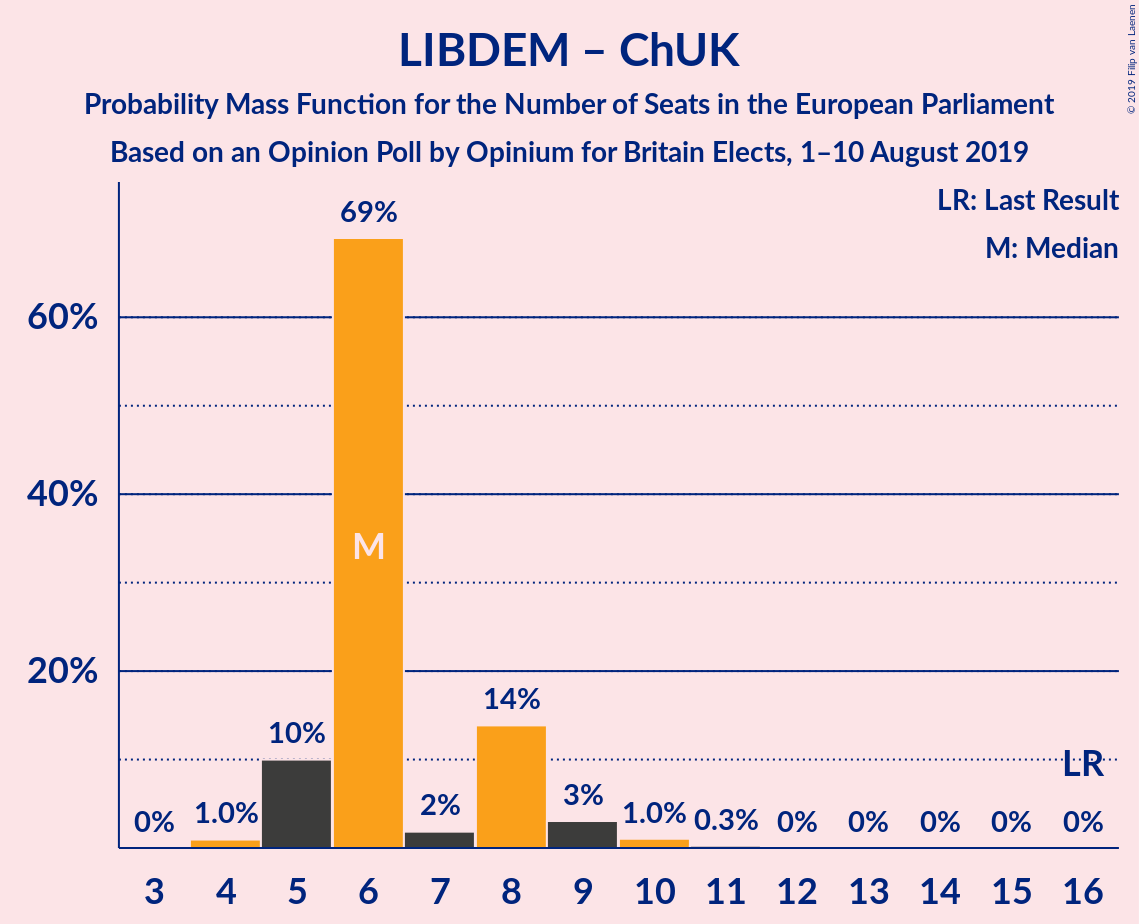 LIBDEM – ChUK
Probability Mass Function for the Number of Seats in the European Parliament
Based on an Opinion Poll by Opinium for Britain Elects, 1–10 August 2019
© 2019 Filip van Laenen
LR: Last Result
M: Median
60%
40%
20%
0%
1.0%
10%
69%
2%
14%
3%
1.0%
0.3%
0%
0%
0%
0%
0%
M
LR
3 4 5 6 7 8 9 10 11 12 13 14 15 16